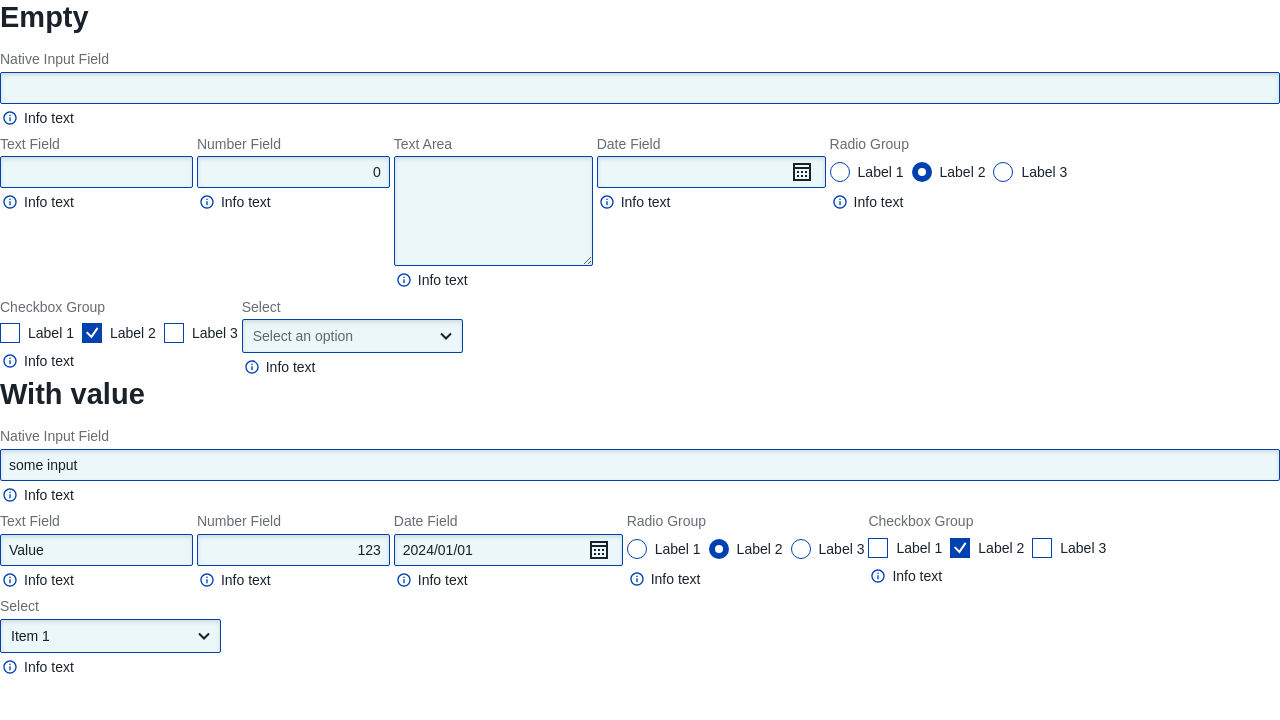 Empty
Native Input Field
Info text
Text Field Number Field Text Area Date Field Radio Group
0 Label 1 Label 2 Label 3
Info text Info text Info text Info text
Info text
Checkbox Group Select
Label 1 Label 2 Label 3 Select an option
Info text Info text
With value
Native Input Field
some input
Info text
Text Field Number Field Date Field Radio Group Checkbox Group
Value 123 2024/01/01 Label 1 Label 2 Label 3 Label 1 Label 2 Label 3
Info text Info text Info text Info text Info text
Select
Item 1
Info text